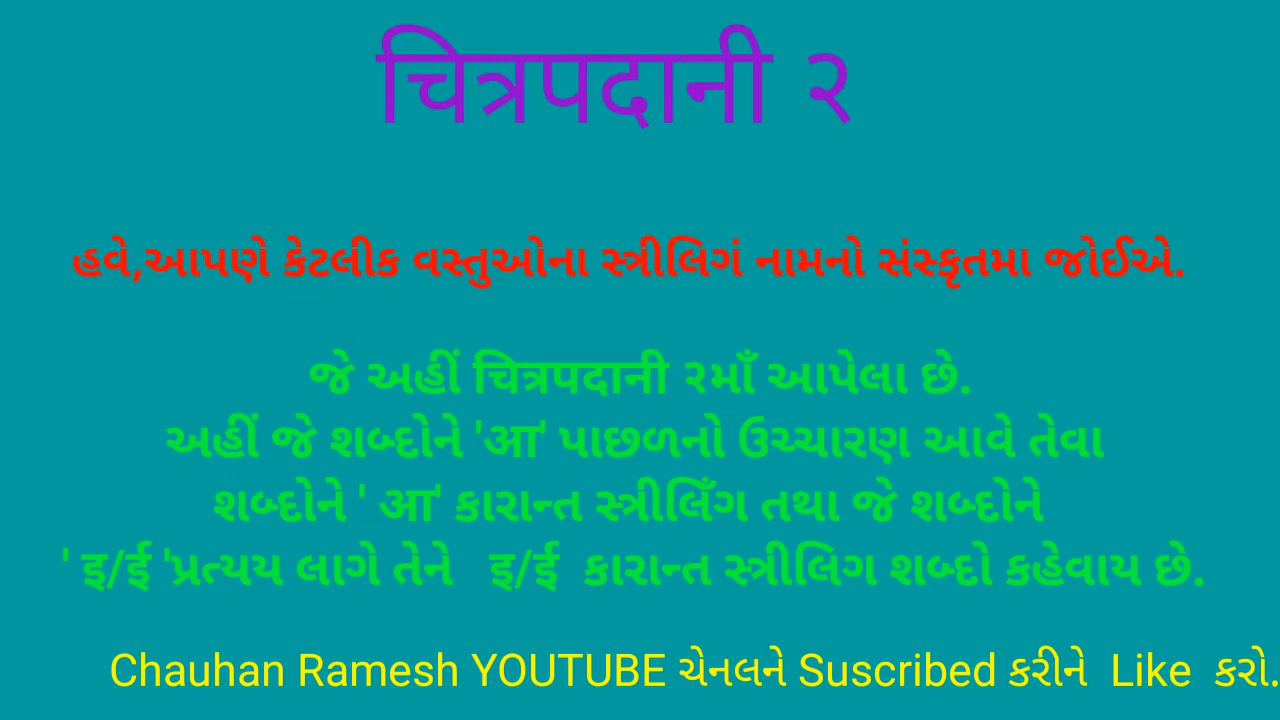 चित्रपदानी २
હવે,આપણે કેટલીક વસ્તુઓના સ્ત્રીલિગં નામનો સંસ્કૃતમા જોઈએ.
જે અહીં चित्रपदानी ૨માઁ આપેલા છે.
અહીં જે શબ્દોને 'आ' પાછળનો ઉચ્ચારણ આવે તેવા
શબ્દોને ' आ' કારાન્ત સ્ત્રીલિઁગ તથા જે શબ્દોને
' इ/ई 'પ્રત્યય લાગે તેને इ/ई કારાન્ત સ્ત્રીલિગ શબ્દો કહેવાય છે.
Chauhan Ramesh YOUTUBE ચેનલને Suscribed કરીને Like કરો.